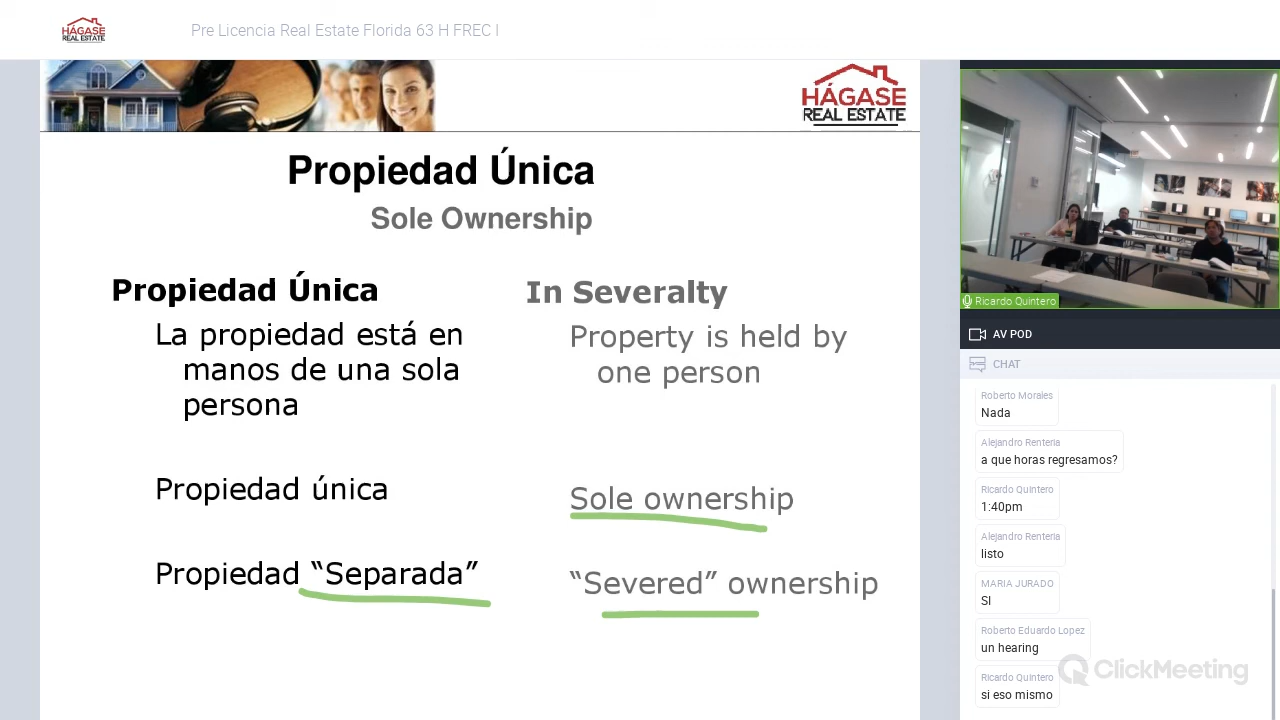 HÁGASE
REAL ESTATE
Pre Licencia Real Estate Florida 63 H FREC I
HÁGASE
REAL ESTATE
Propiedad Única
Sole Ownership
Propiedad Única
La propiedad está en
manos de una sola
persona
Propiedad única
Propiedad “Separada”
In Severalty
Property is held by
one person
Sole ownership
“Severed” ownership
Ricardo Quintero
AV POD
CHAT
Roberto Morales
Nada
Alejandro Renteria
a que horas regresamos?
Ricardo Quintero
1:40pm
Alejandro Renteria
listo
MARIA JURADO
SI
Roberto Eduardo Lopez
un hearing
Ricardo Quintero
si eso mismo
ClickMeeting